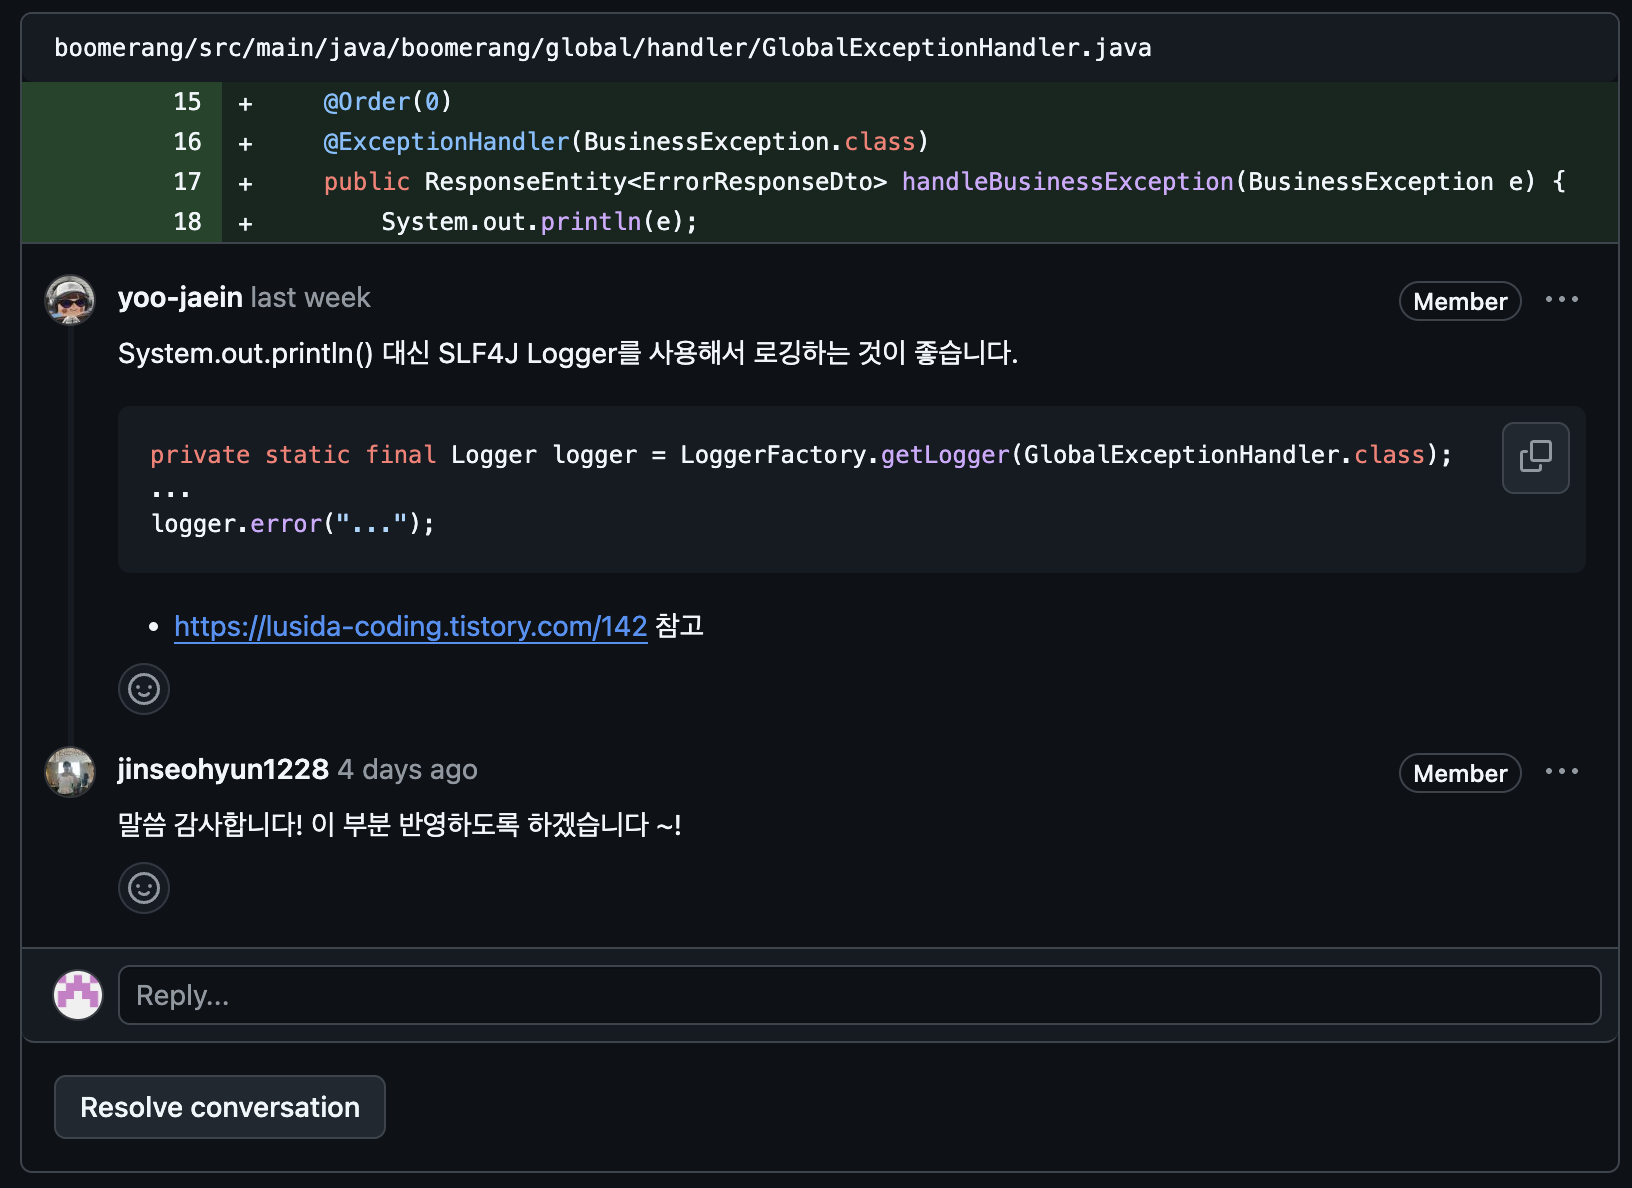 boomerang/src/main/java/boomerang/global/handler/GlobalExceptionHandler.java
15 + @Order(0)
16 + @ExceptionHandler(BusinessException.class)
17 + public ResponseEntity<ErrorResponseDto> handleBusinessException(BusinessException e) {
18 + System.out.println(e);
yoo-jaein last week
Member
System.out.println() 대신 SLF4J Logger를 사용해서 로깅하는 것이 좋습니다.
private static final Logger logger = LoggerFactory.getLogger(GlobalExceptionHandler.class);
...
logger.error("...");
• https://lusida-coding.tistory.com/142 참고
jinseohyun1228 4 days ago
Member
말씀 감사합니다! 이 부분 반영하도록 하겠습니다 ~!
Reply...
Resolve conversation